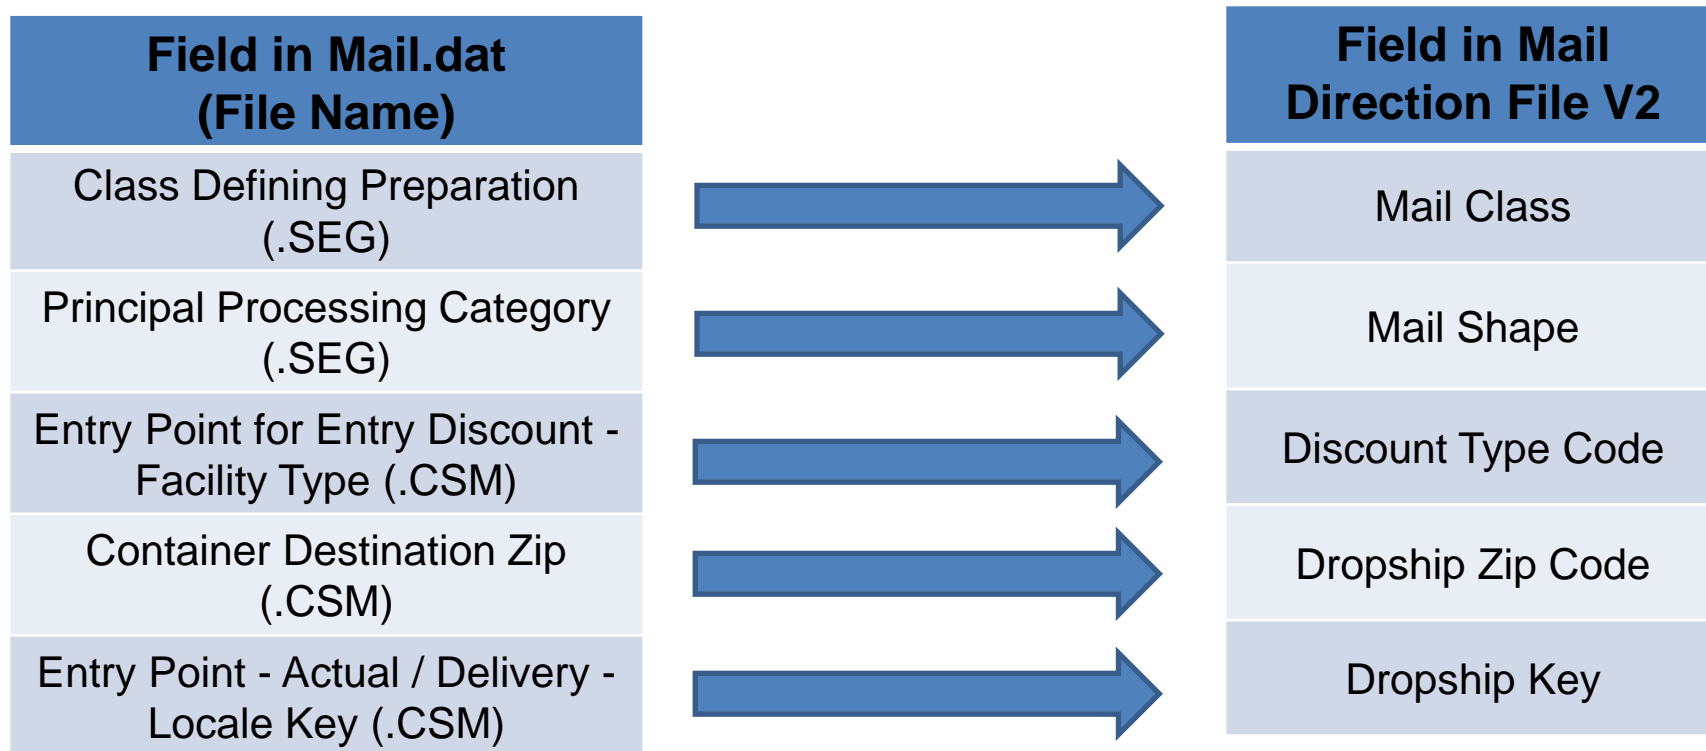 Field in Mail.dat
(File Name)
Field in Mail
Direction File V2
Class Defining Preparation
(.SEG)
Mail Class
Principal Processing Category
(.SEG)
Mail Shape
Entry Point for Entry Discount -
Facility Type (.CSM)
Discount Type Code
Container Destination Zip
(.CSM)
Dropship Zip Code
Entry Point - Actual / Delivery -
Locale Key (.CSM)
Dropship Key